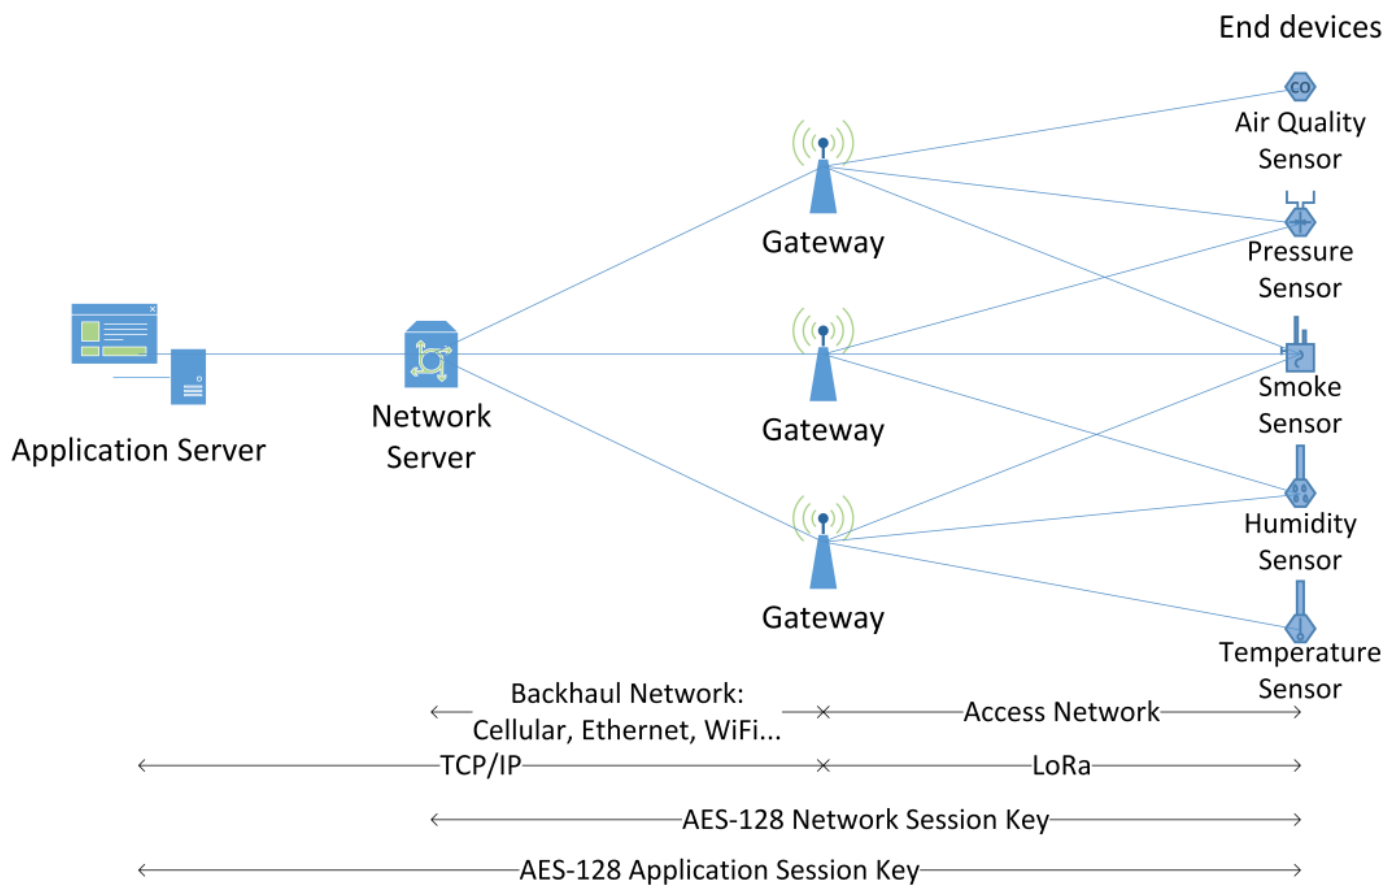 End devices
CO
Air Quality
Sensor
Gateway
Pressure
Sensor
Application Server
Network
Server
Gateway
Smoke
Sensor
Humidity
Sensor
Gateway
Temperature
Sensor
Backhaul Network:
Cellular, Ethernet, WiFi...
Access Network
TCP/IP
LoRa
AES-128 Network Session Key
AES-128 Application Session Key